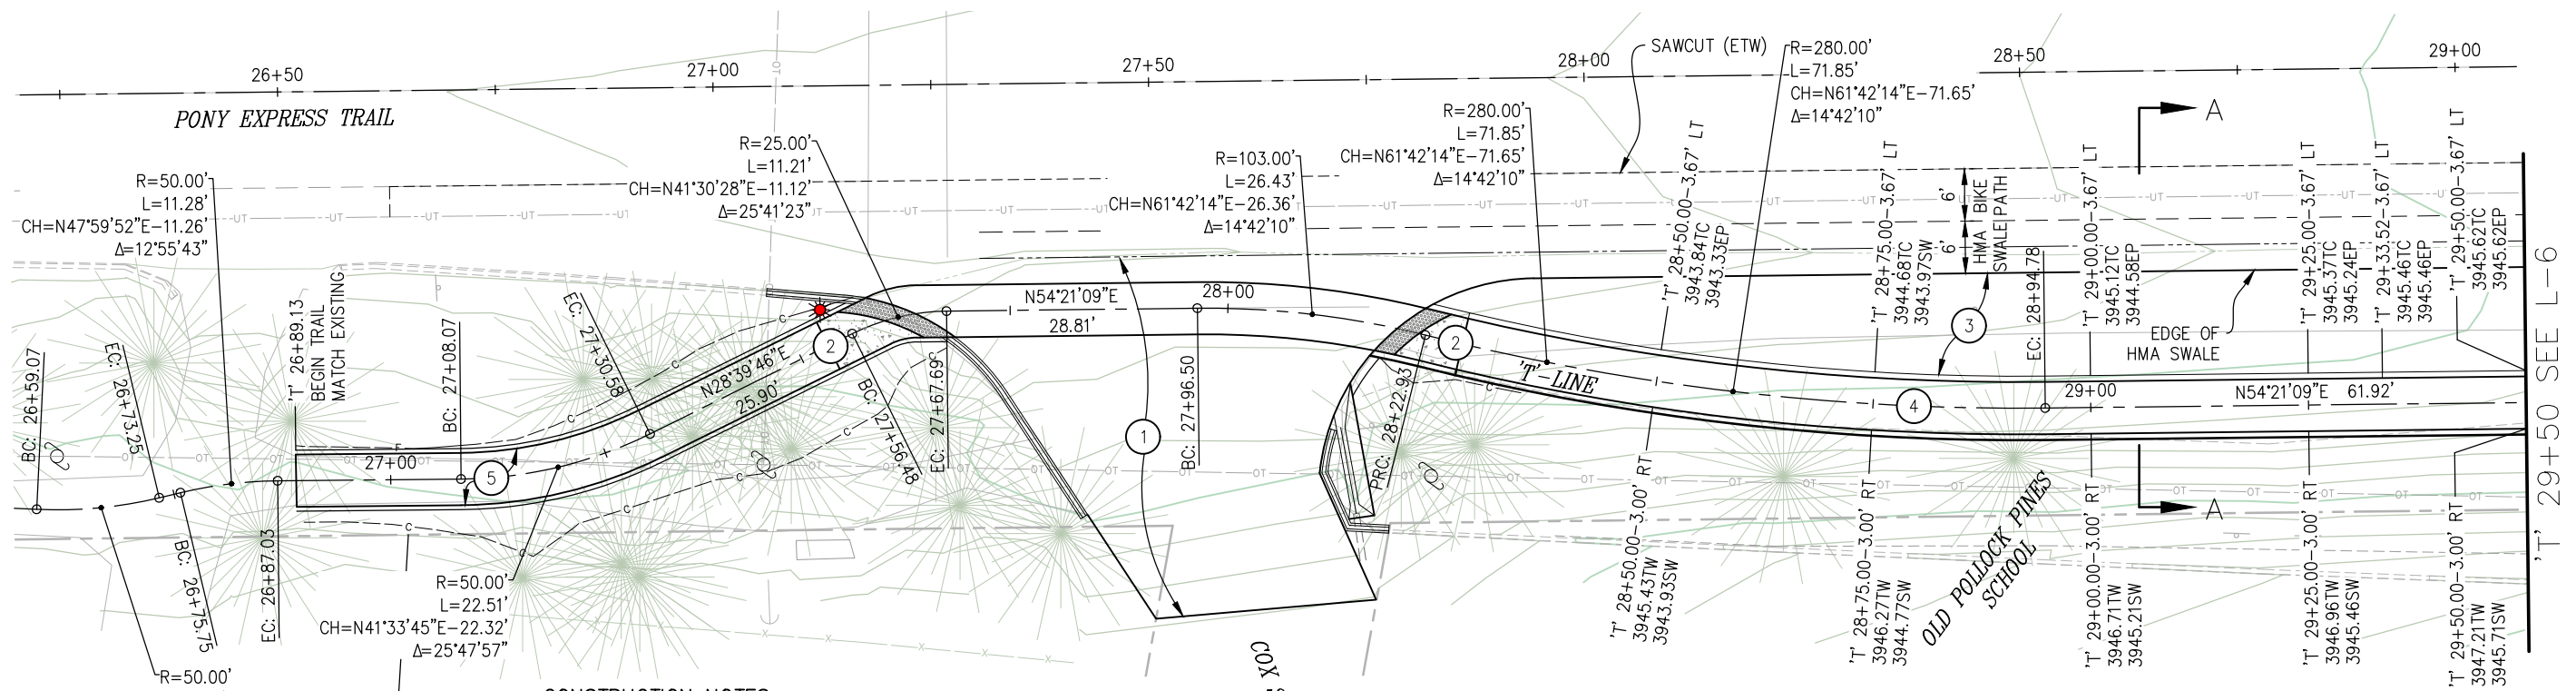 26+50
27+00
27+50
28+00
28+50
29+00
PONY EXPRESS TRAIL
SAWCUT (ETW)
R=280.00'
L=71.85'
CH=N61°42'14"E-71.65'
Δ=14°42'10"
R=280.00'
L=71.85'
CH=N61°42'14"E-71.65'
Δ=14°42'10"
R=103.00'
L=26.43'
CH=N61°42'14"E-26.36'
Δ=14°42'10"
R=25.00'
L=11.21'
CH=N41°30'28"E-11.12'
Δ=25°41'23"
R=50.00'
L=11.28'
CH=N47°59'52"E-11.26'
Δ=12°55'43"
A
6'
6'
HMA BIKE
SWALE PATH
'T' 28+50.00-3.67' LT
3943.84TC
3943.33EP
'T' 28+75.00-3.67' LT
3944.68TC
3943.97SW
'T' 29+00.00-3.67' LT
3945.12TC
3944.58EP
'T' 29+25.00-3.67' LT
3945.37TC
3945.24EP
'T' 29+33.52-3.67' LT
3945.46TC
3945.46EP
'T' 29+50.00-3.67' LT
3945.62TC
3945.62EP
EC: 28+94.78
EDGE OF
HMA SWALE
'T' 29+50 SEE L-6
BC: 26+59.07
EC: 26+73.25
BC: 26+75.75
EC: 26+87.03
'T' 26+89.13
BEGIN TRAIL
MATCH EXISTING
27+00
BC: 27+08.07
EC: 27+30.58
N28°39'46"E
25.90'
BC: 27+56.48
EC: 27+67.69
N54°21'09"E
28.81'
28+00
BC: 27+96.50
PRC: 28+22.93
'T'-LINE
29+00
N54°21'09"E 61.92'
1
2
2
3
4
5
UT
UT
UT
UT
OT
OT
OT
A
'T' 28+50.00-3.00' RT
3945.43TW
3943.93SW
'T' 28+75.00-3.00' RT
3946.27TW
3944.77SW
'T' 29+00.00-3.00' RT
3946.71TW
3945.21SW
'T' 29+25.00-3.00' RT
3946.96TW
3945.46SW
'T' 29+50.00-3.00' RT
3947.21TW
3945.71SW
OLD POLLOCK PINES
SCHOOL
R=50.00'
L=22.51'
CH=N41°33'45"E-22.32'
Δ=25°47'57"
R=50.00'
COX